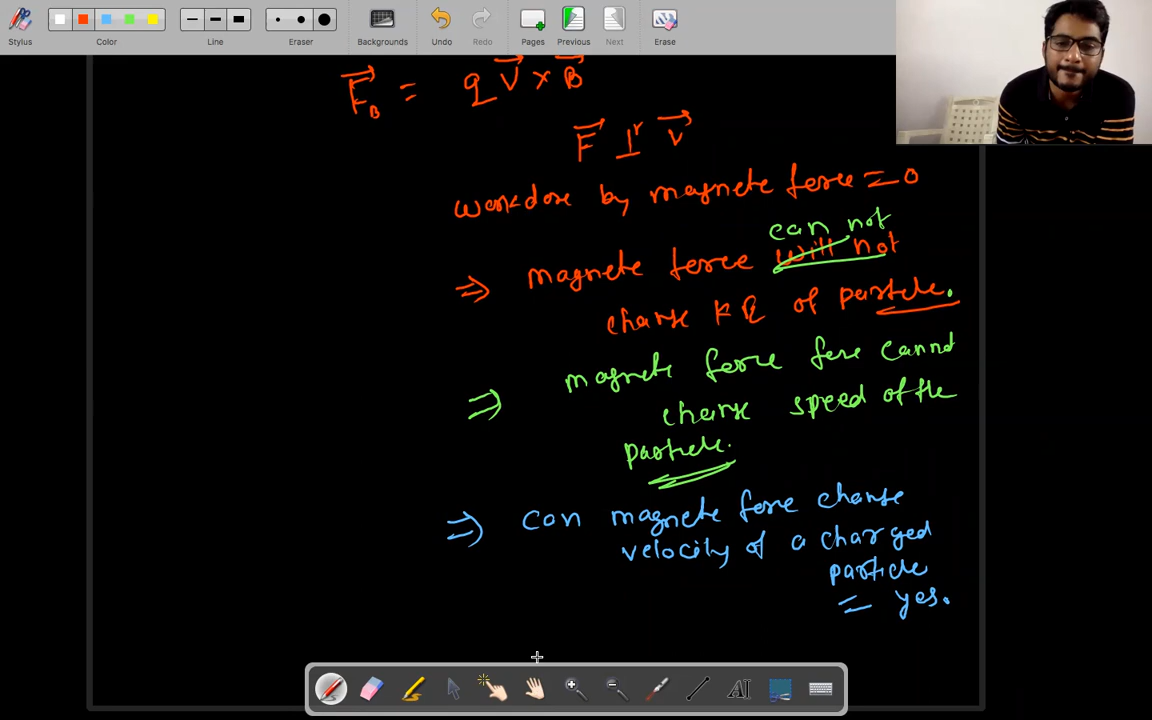 Stylus
Color
Line
Eraser
Backgrounds
Undo
Redo
Pages
Previous
Next
Erase
F_B = q V × B
F ⊥r V
workdone by magnetic force = 0
can not
⇒ magnetic force will not
change KE of particle.
⇒ magnetic force force cannot
change speed of the
particle.
⇒ Can magnetic force change
velocity of a charged
particle
= yes.